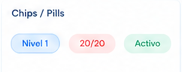 Chips / Pills
Nivel 1
20/20
Activo